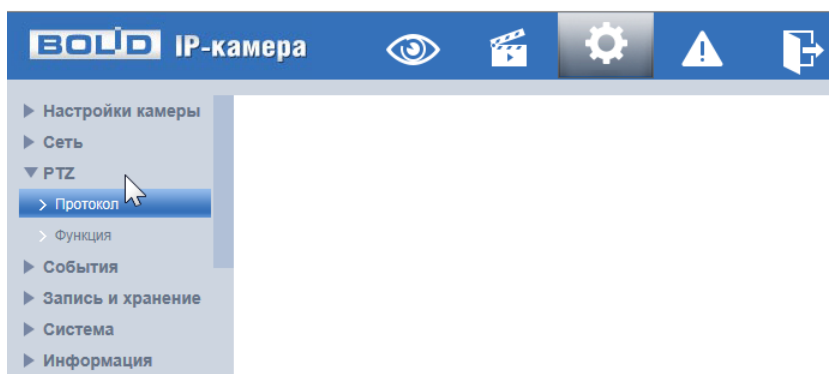 BOLID IP-камера
Настройки камеры
Сеть
PTZ
Протокол
Функция
События
Запись и хранение
Система
Информация